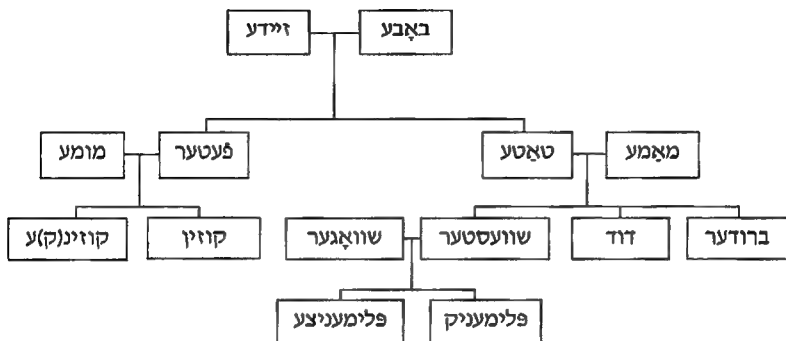 באָבע זיידע
מאַמע טאַטע פֿעטער מומע
ברודער דוד שוועסטער שוואָגער קוזין קוזינ(ק)ע
פּלימעניק פּלימעניצע